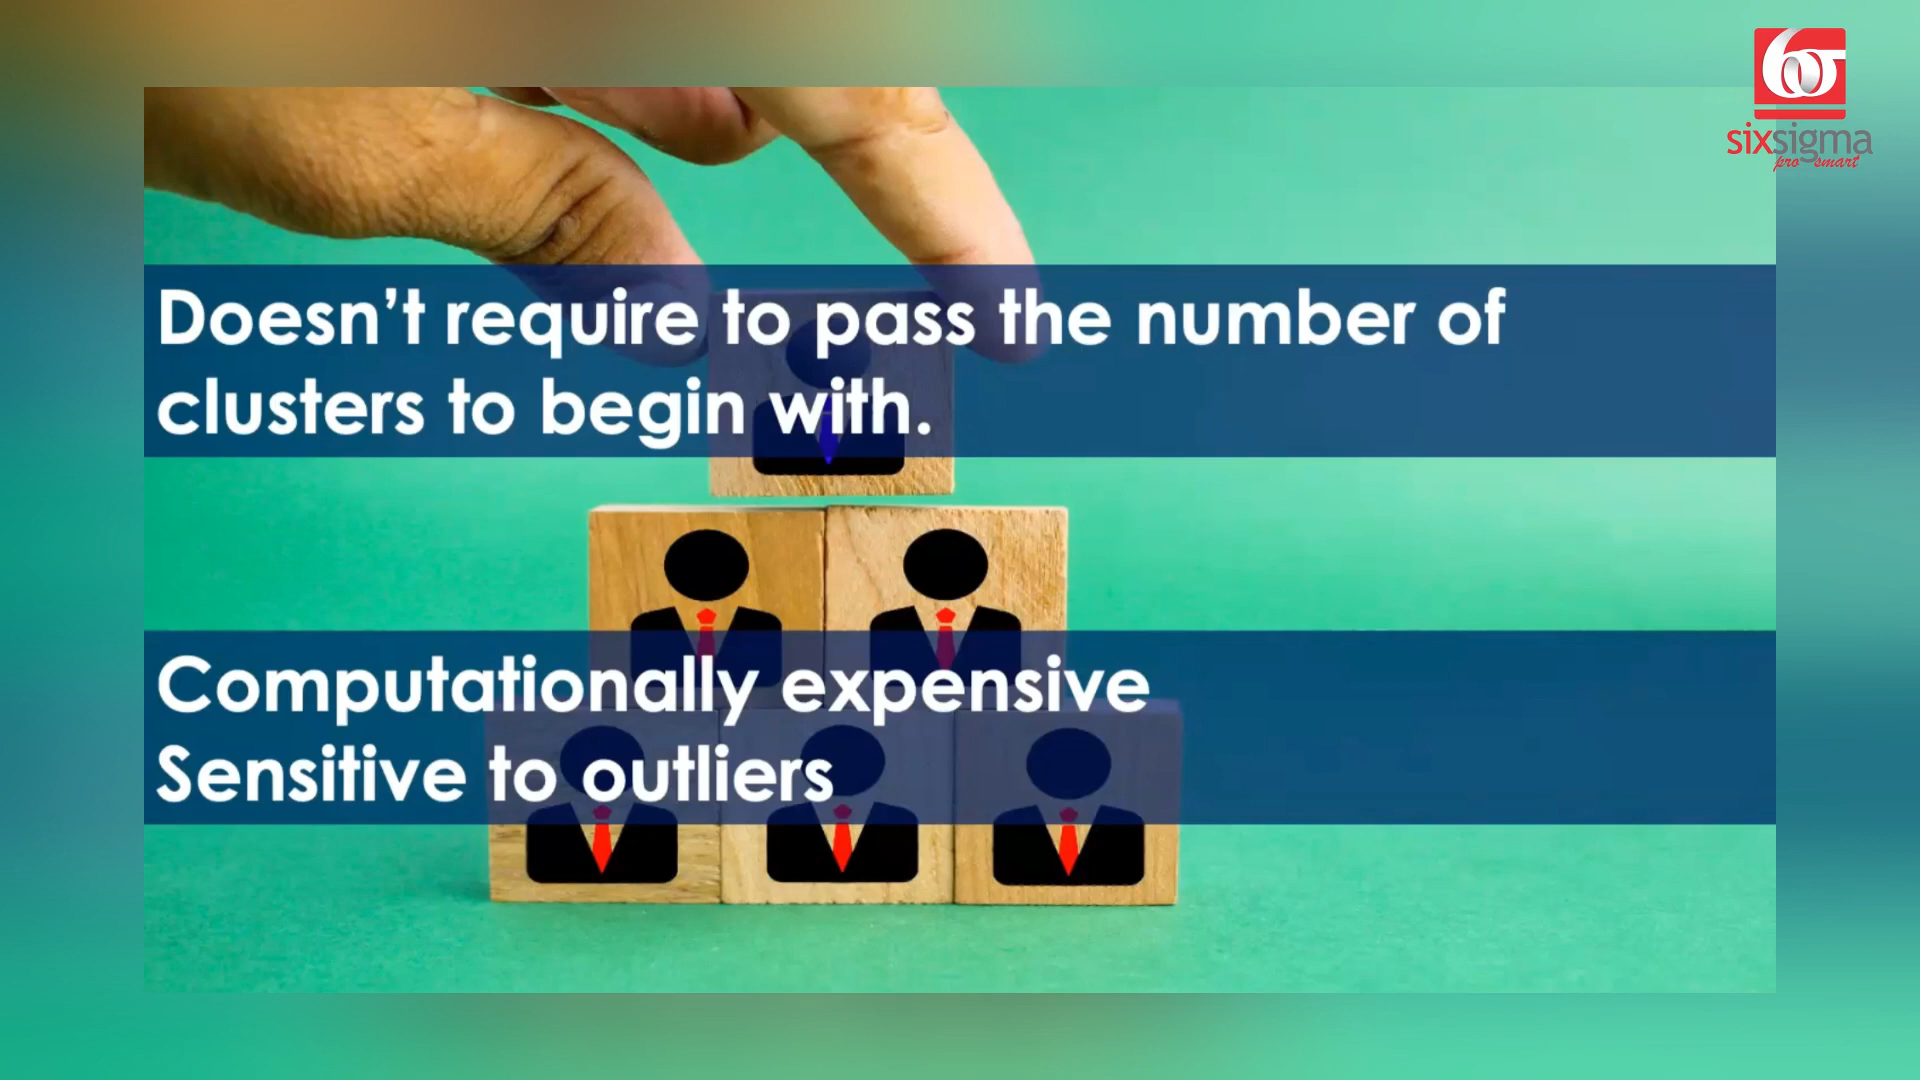 sixsigma
pro smart
Doesn't require to pass the number of
clusters to begin with.
Computationally expensive
Sensitive to outliers